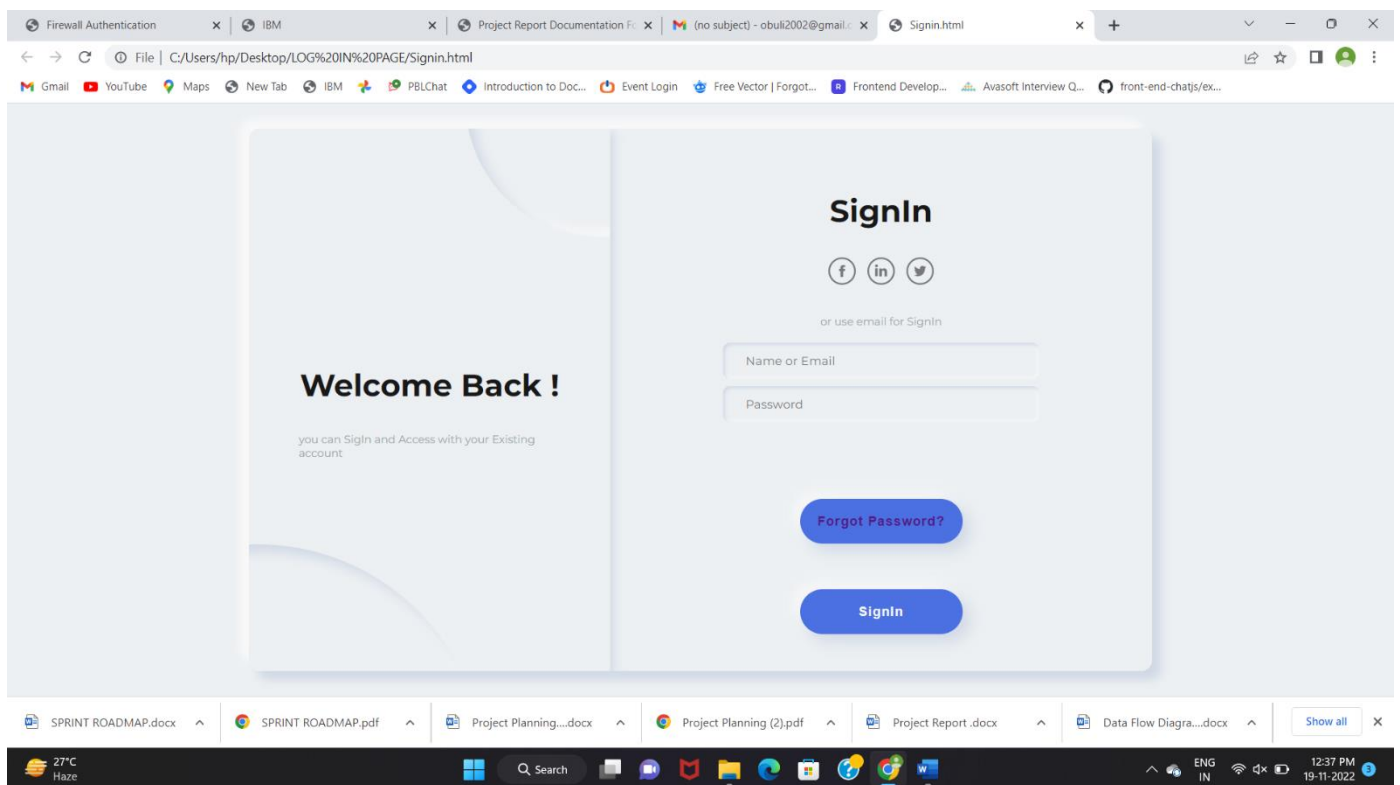 Firewall Authentication
IBM
Project Report Documentation Fo
(no subject) - obuli2002@gmail.c
Signin.html
File | C:/Users/hp/Desktop/LOG%20IN%20PAGE/Signin.html
Gmail YouTube Maps New Tab IBM PBLChat Introduction to Doc... Event Login Free Vector | Forgot... Frontend Develop... Avasoft Interview Q... front-end-chatjs/ex...
SignIn
f in
or use email for SignIn
Name or Email
Welcome Back !
Password
you can SigIn and Access with your Existing
account
Forgot Password?
SignIn
SPRINT ROADMAP.docx SPRINT ROADMAP.pdf Project Planning....docx Project Planning (2).pdf Project Report .docx Data Flow Diagra....docx Show all
27°C
Haze
Search
ENG
IN
12:37 PM
19-11-2022
3